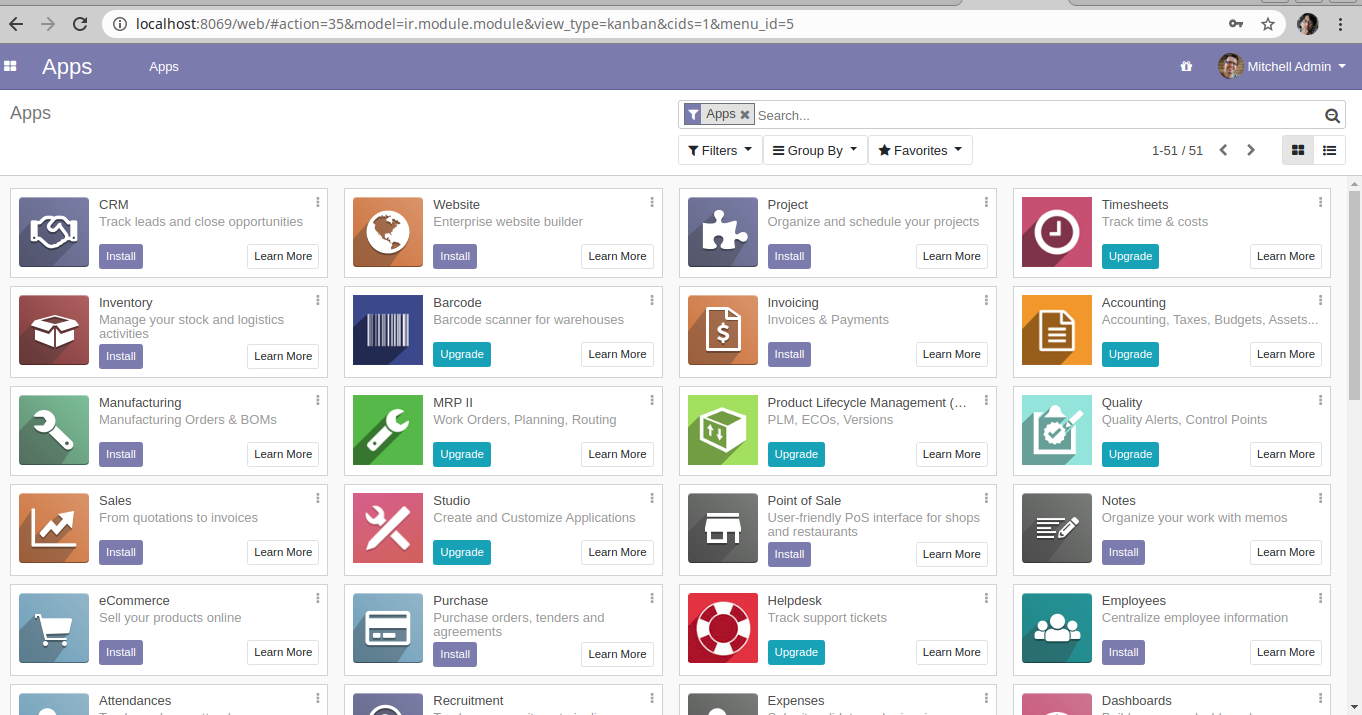 localhost:8069/web/#action=35&model=ir.module.module&view_type=kanban&cids=1&menu_id=5
Apps Apps Mitchell Admin
Apps
Apps Search...
Filters Group By Favorites 1-51 / 51
CRM
Track leads and close opportunities
Install Learn More
Website
Enterprise website builder
Install Learn More
Project
Organize and schedule your projects
Install Learn More
Timesheets
Track time & costs
Upgrade Learn More
Inventory
Manage your stock and logistics
activities
Install Learn More
Barcode
Barcode scanner for warehouses
Upgrade Learn More
Invoicing
Invoices & Payments
Install Learn More
Accounting
Accounting, Taxes, Budgets, Assets...
Upgrade Learn More
Manufacturing
Manufacturing Orders & BOMs
Install Learn More
MRP II
Work Orders, Planning, Routing
Upgrade Learn More
Product Lifecycle Management (...
PLM, ECOs, Versions
Upgrade Learn More
Quality
Quality Alerts, Control Points
Upgrade Learn More
Sales
From quotations to invoices
Install Learn More
Studio
Create and Customize Applications
Upgrade Learn More
Point of Sale
User-friendly PoS interface for shops
and restaurants
Install Learn More
Notes
Organize your work with memos
Install Learn More
eCommerce
Sell your products online
Install Learn More
Purchase
Purchase orders, tenders and
agreements
Install Learn More
Helpdesk
Track support tickets
Upgrade Learn More
Employees
Centralize employee information
Install Learn More
Attendances
Recruitment
Expenses
Dashboards